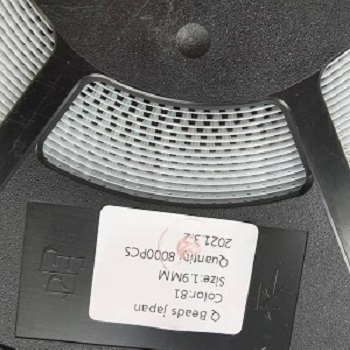 Q Beads japan
Color:81
Size:1.9MM
Quantity:8000PCS
2021.3.2